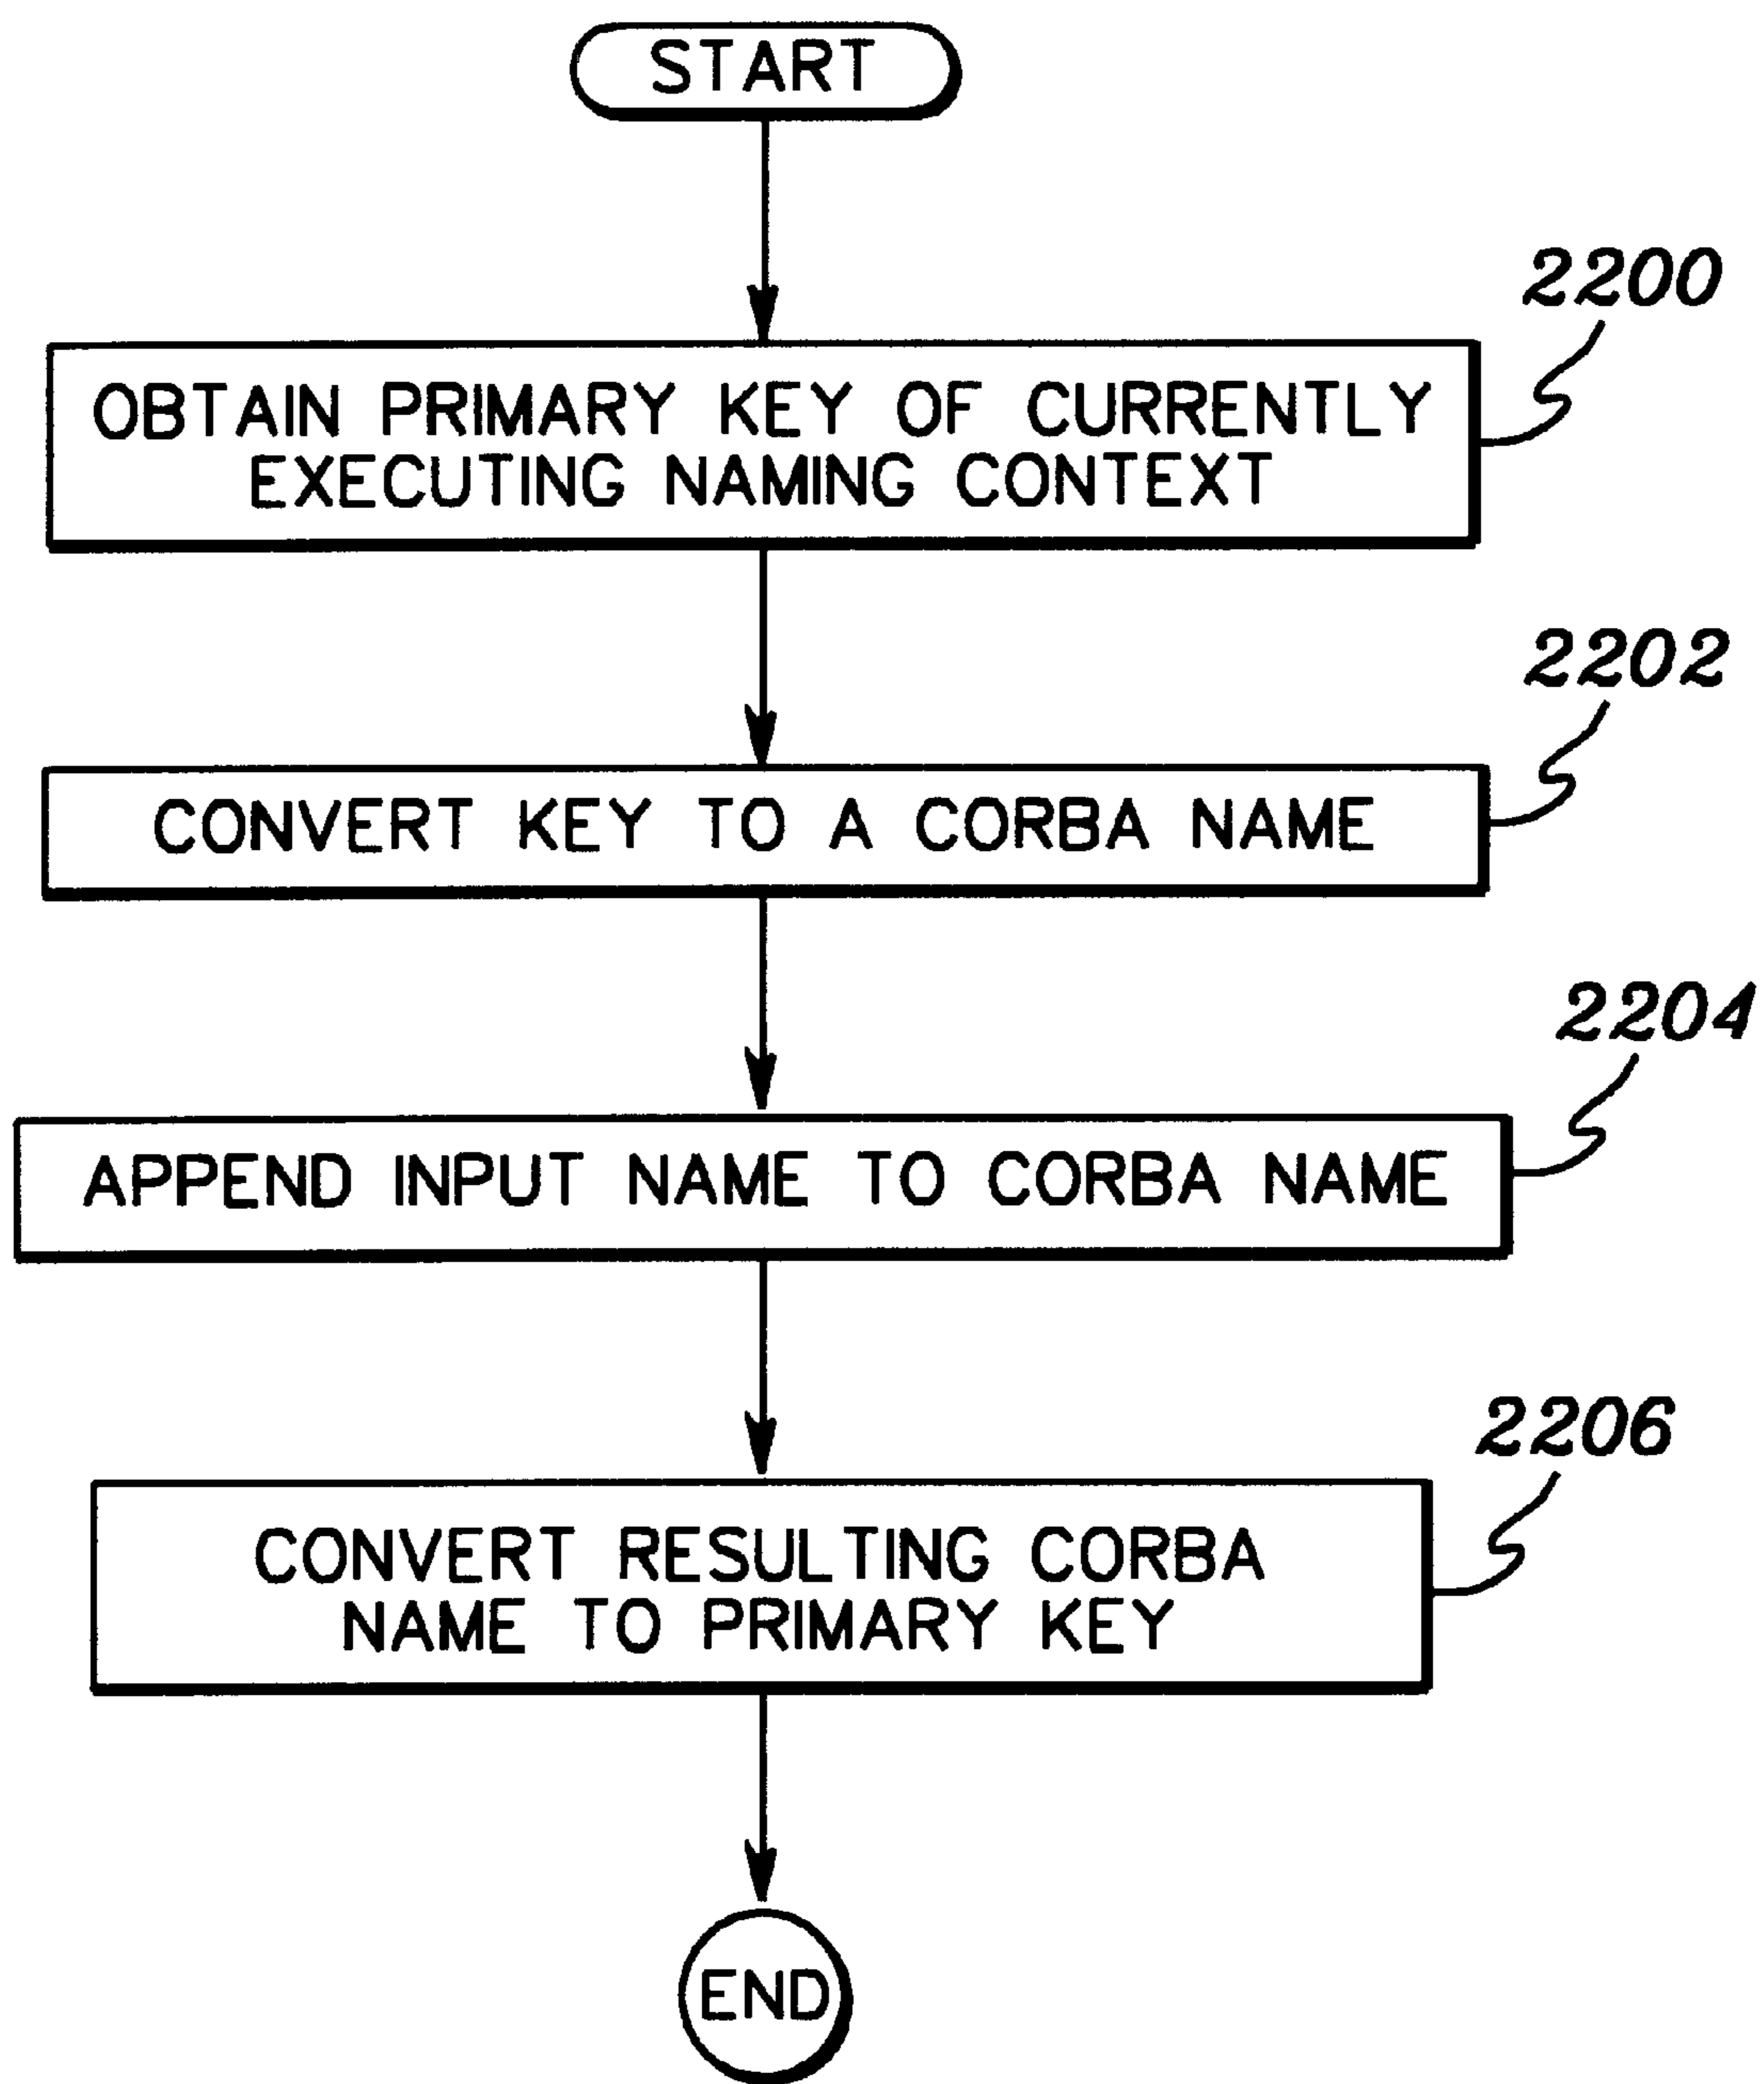 START
2200
OBTAIN PRIMARY KEY OF CURRENTLY
EXECUTING NAMING CONTEXT
2202
CONVERT KEY TO A CORBA NAME
2204
APPEND INPUT NAME TO CORBA NAME
2206
CONVERT RESULTING CORBA
NAME TO PRIMARY KEY
END